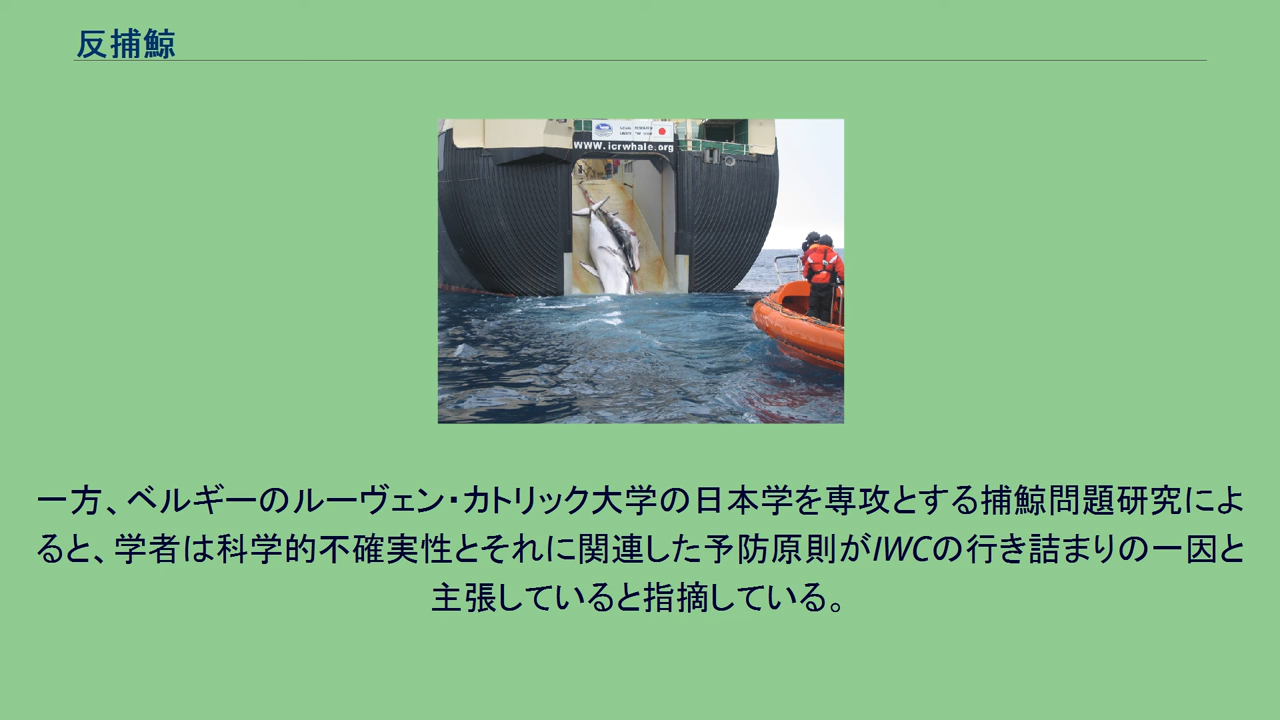 反捕鯨
WWW.icrwhale.org
一方、ベルギーのルーヴェン・カトリック大学の日本学を専攻とする捕鯨問題研究によ
ると、学者は科学的不確実性とそれに関連した予防原則がIWCの行き詰まりの一因と
主張していると指摘している。